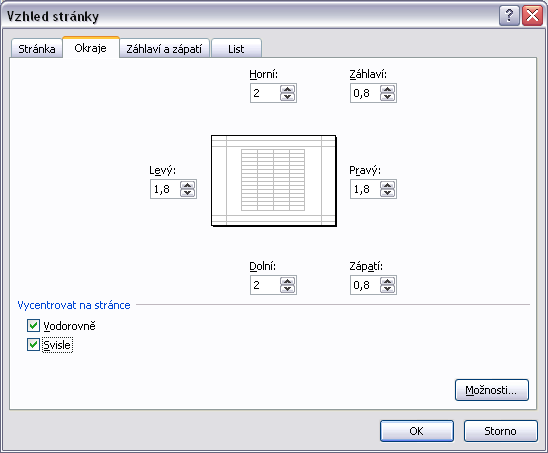 Vzhled stránky
Stránka Okraje Záhlaví a zápatí List
Horní: Záhlaví:
2 0,8
Levý: Pravý:
1,8 1,8
Dolní: Zápatí:
2 0,8
Vycentrovat na stránce
Vodorovně
Svisle
Možnosti...
OK Storno